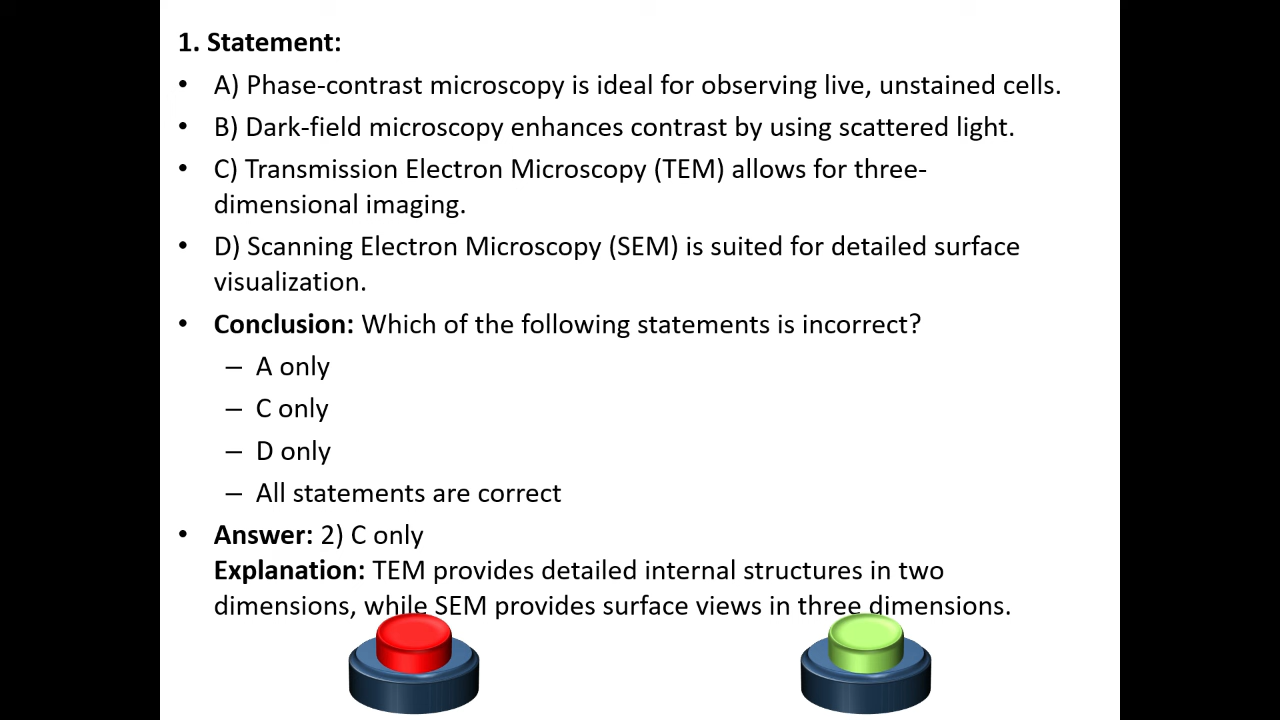 1. Statement:
• A) Phase-contrast microscopy is ideal for observing live, unstained cells.
• B) Dark-field microscopy enhances contrast by using scattered light.
• C) Transmission Electron Microscopy (TEM) allows for three-
dimensional imaging.
• D) Scanning Electron Microscopy (SEM) is suited for detailed surface
visualization.
• Conclusion: Which of the following statements is incorrect?
– A only
– C only
– D only
– All statements are correct
• Answer: 2) C only
Explanation: TEM provides detailed internal structures in two
dimensions, while SEM provides surface views in three dimensions.